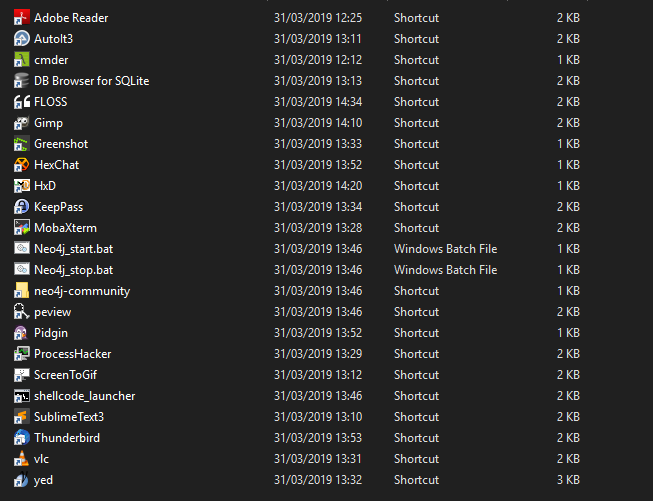 Adobe Reader 31/03/2019 12:25 Shortcut 2 KB
AutoIt3 31/03/2019 13:11 Shortcut 2 KB
cmder 31/03/2019 12:12 Shortcut 1 KB
DB Browser for SQLite 31/03/2019 13:13 Shortcut 2 KB
FLOSS 31/03/2019 14:34 Shortcut 2 KB
Gimp 31/03/2019 14:10 Shortcut 2 KB
Greenshot 31/03/2019 13:33 Shortcut 1 KB
HexChat 31/03/2019 13:52 Shortcut 1 KB
HxD 31/03/2019 14:20 Shortcut 1 KB
KeepPass 31/03/2019 13:34 Shortcut 2 KB
MobaXterm 31/03/2019 13:28 Shortcut 2 KB
Neo4j_start.bat 31/03/2019 13:46 Windows Batch File 1 KB
Neo4j_stop.bat 31/03/2019 13:46 Windows Batch File 1 KB
neo4j-community 31/03/2019 13:46 Shortcut 1 KB
peview 31/03/2019 13:46 Shortcut 2 KB
Pidgin 31/03/2019 13:52 Shortcut 1 KB
ProcessHacker 31/03/2019 13:29 Shortcut 2 KB
ScreenToGif 31/03/2019 13:12 Shortcut 2 KB
shellcode_launcher 31/03/2019 13:46 Shortcut 2 KB
SublimeText3 31/03/2019 13:10 Shortcut 2 KB
Thunderbird 31/03/2019 13:53 Shortcut 2 KB
vlc 31/03/2019 13:31 Shortcut 2 KB
yed 31/03/2019 13:32 Shortcut 3 KB